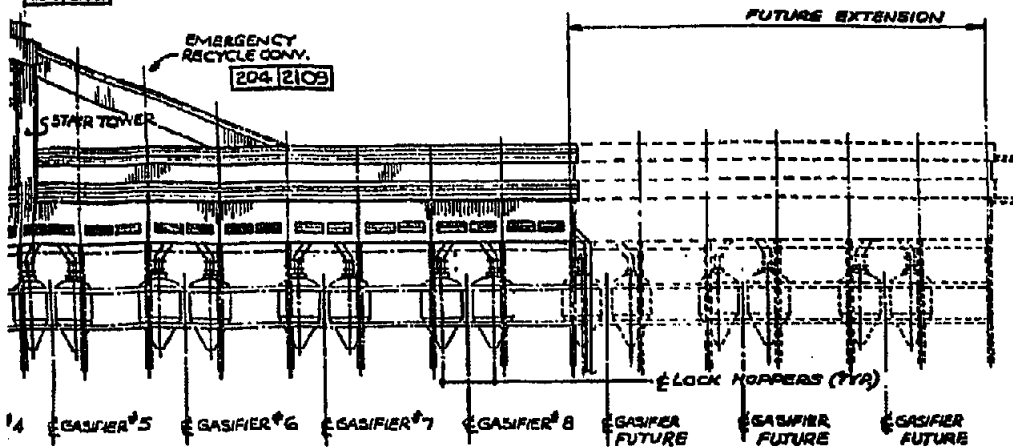 FUTURE EXTENSION
EMERGENCY
RECYCLE CONV.
204 2109
STAIR TOWER
℄ LOCK HOPPERS (TYP.)
#4
℄ GASIFIER #5
℄ GASIFIER #6
℄ GASIFIER #7
℄ GASIFIER #8
℄ GASIFIER
FUTURE
℄ GASIFIER
FUTURE
℄ GASIFIER
FUTURE